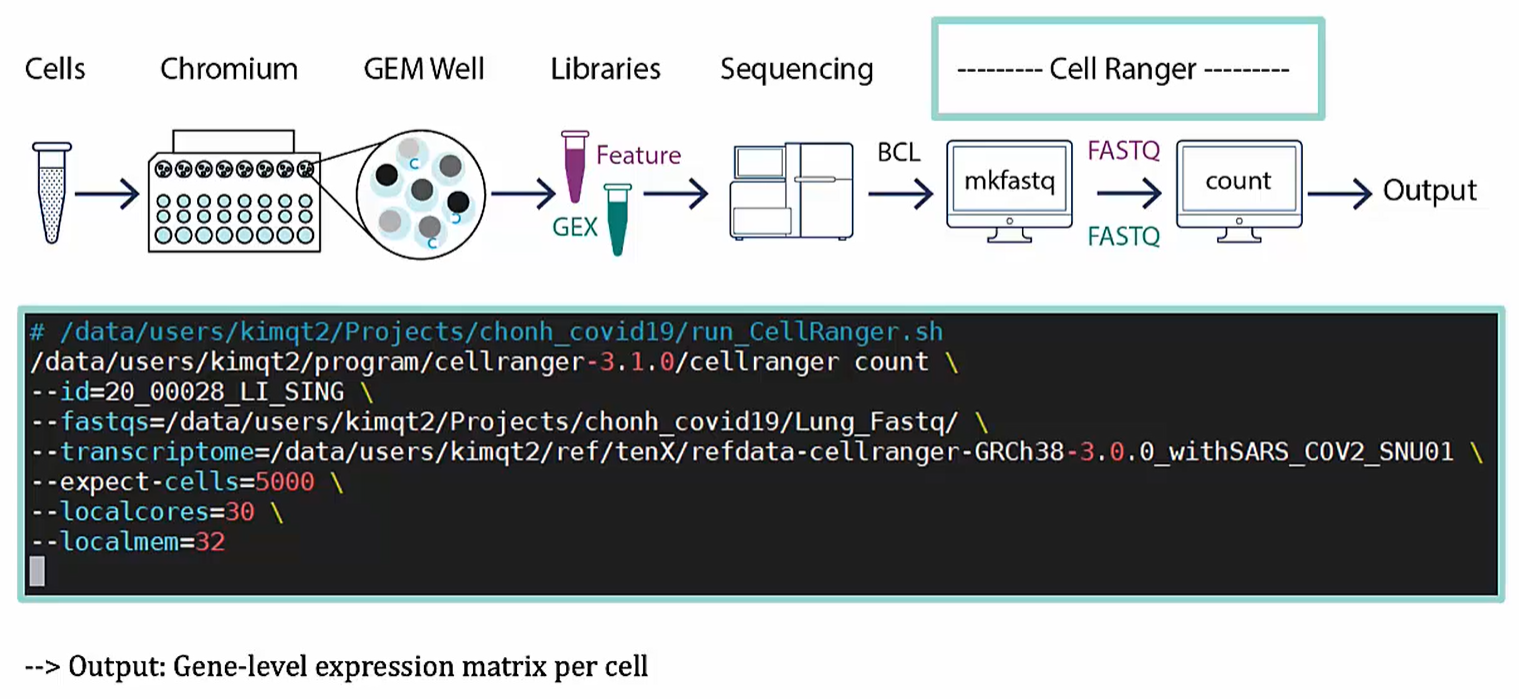 Cells Chromium GEM Well Libraries Sequencing --------- Cell Ranger ---------
Feature
GEX
BCL
mkfastq
FASTQ
FASTQ
count
Output
# /data/users/kimqt2/Projects/chonh_covid19/run_CellRanger.sh
/data/users/kimqt2/program/cellranger-3.1.0/cellranger count \
--id=20_00028_LI_SING \
--fastqs=/data/users/kimqt2/Projects/chonh_covid19/Lung_Fastq/ \
--transcriptome=/data/users/kimqt2/ref/tenX/refdata-cellranger-GRCh38-3.0.0_withSARS_COV2_SNU01 \
--expect-cells=5000 \
--localcores=30 \
--localmem=32
--> Output: Gene-level expression matrix per cell